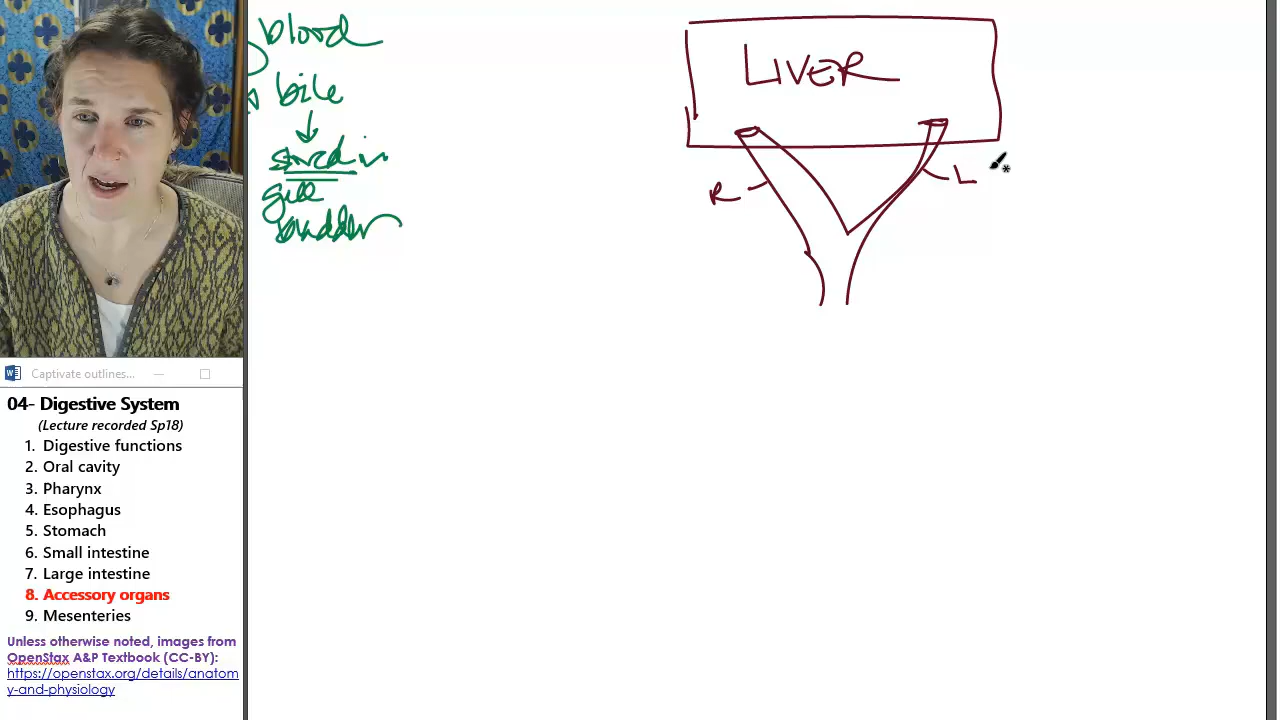 blood
bile
↓
stored in
gall
bladder
LIVER
R
L
Captivate outlines...
04- Digestive System
(Lecture recorded Sp18)
1. Digestive functions
2. Oral cavity
3. Pharynx
4. Esophagus
5. Stomach
6. Small intestine
7. Large intestine
8. Accessory organs
9. Mesenteries
Unless otherwise noted, images from
OpenStax A&P Textbook (CC-BY):
https://openstax.org/details/anatom
y-and-physiology